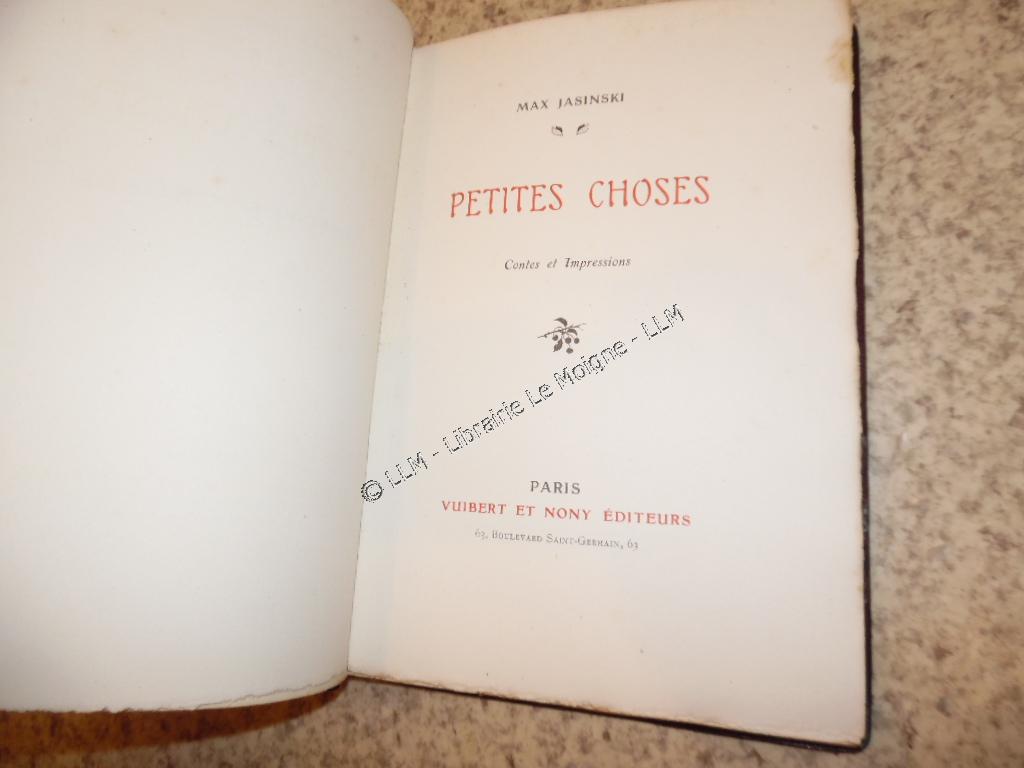 MAX JASINSKI
PETITES CHOSES
Contes et Impressions
© LLM - Librairie Le Moigne - LLM
PARIS
VUIBERT ET NONY ÉDITEURS
63, BOULEVARD SAINT-GERMAIN, 63